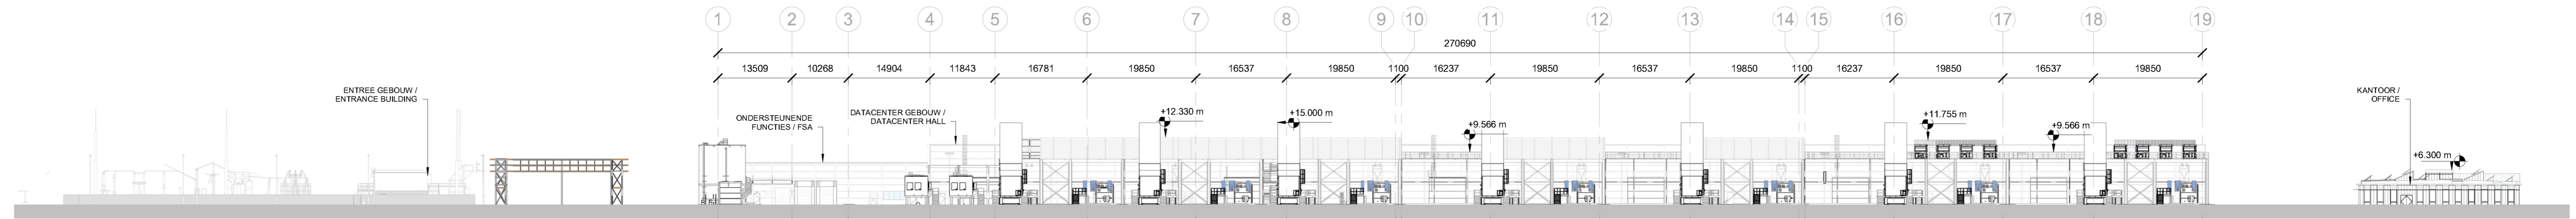 1 2 3 4 5 6 7 8 9 10 11 12 13 14 15 16 17 18 19
270690
13509 10268 14904 11843 16781 19850 16537 19850 1100 16237 19850 16537 19850 1100 16237 19850 16537 19850
ENTREE GEBOUW /
ENTRANCE BUILDING
ONDERSTEUNENDE
FUNCTIES / FSA
DATACENTER GEBOUW /
DATACENTER HALL
+12.330 m
+15.000 m
+9.566 m
+11.755 m
+9.566 m
KANTOOR /
OFFICE
+6.300 m